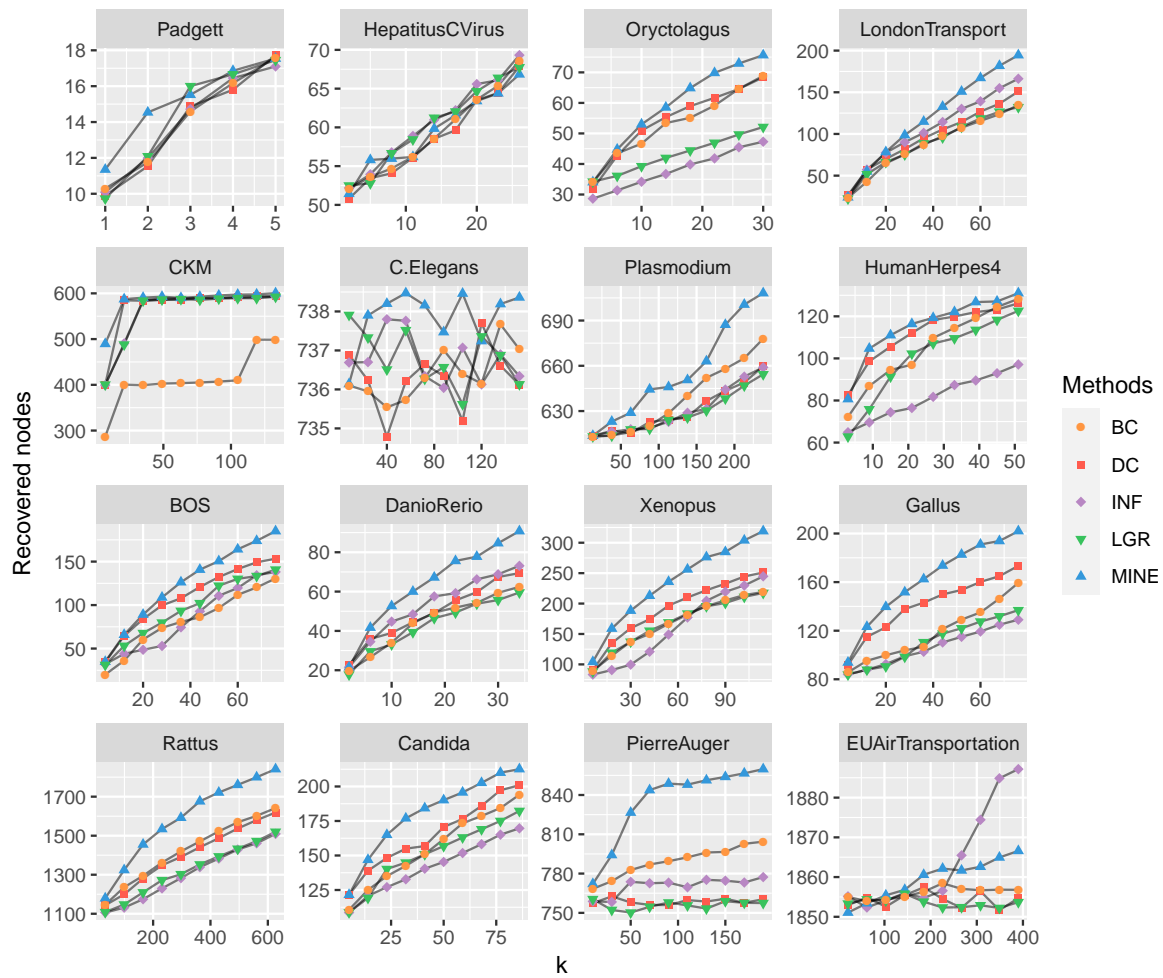 Padgett
HepatitusCVirus
Oryctolagus
LondonTransport
18
16
14
12
10
1 2 3 4 5
70
65
60
55
50
10 20
70
60
50
40
30
10 20 30
200
150
100
50
20 40 60
CKM
C.Elegans
Plasmodium
HumanHerpes4
600
500
400
300
50 100
738
737
736
735
40 80 120
690
660
630
50 100 150 200
120
100
80
60
10 20 30 40 50
BOS
DanioRerio
Xenopus
Gallus
150
100
50
20 40 60
80
60
40
20
10 20 30
300
250
200
150
100
30 60 90
200
160
120
80
20 40 60
Rattus
Candida
PierreAuger
EUAirTransportation
1700
1500
1300
1100
200 400 600
200
175
150
125
25 50 75
840
810
780
750
50 100 150
1880
1870
1860
1850
0 100 200 300 400
k
Recovered nodes
Methods
BC
DC
INF
LGR
MINE